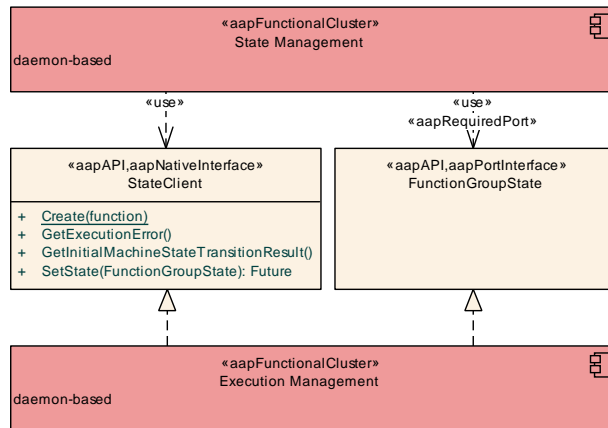 «aapFunctionalCluster»
State Management
daemon-based
«use»
«use»
«aapRequiredPort»
«aapAPI,aapNativeInterface»
StateClient
+ Create(function)
+ GetExecutionError()
+ GetInitialMachineStateTransitionResult()
+ SetState(FunctionGroupState): Future
«aapAPI,aapPortInterface»
FunctionGroupState
«aapFunctionalCluster»
Execution Management
daemon-based